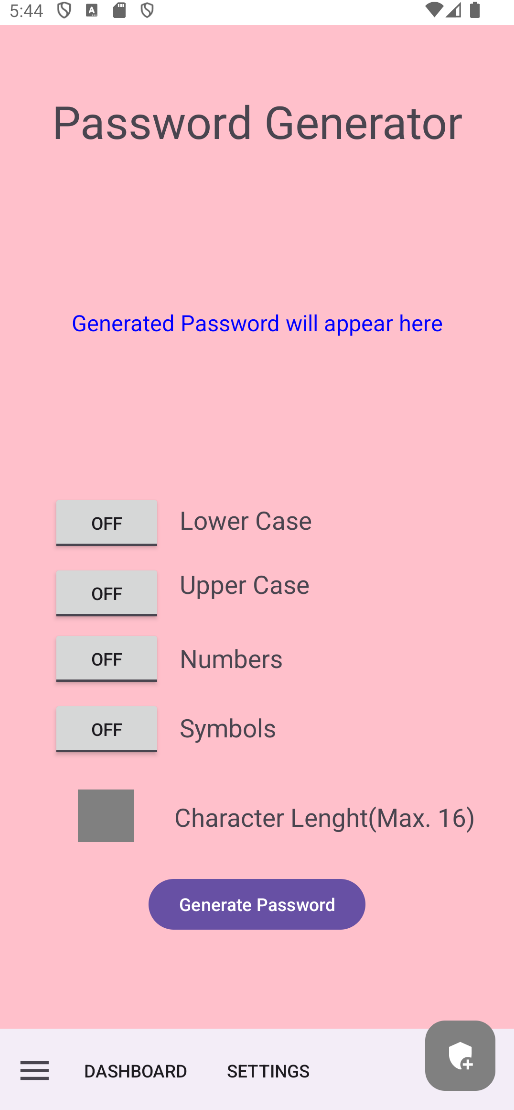 5:44
Password Generator
Generated Password will appear here
OFF Lower Case
OFF Upper Case
OFF Numbers
OFF Symbols
Character Lenght(Max. 16)
Generate Password
DASHBOARD SETTINGS